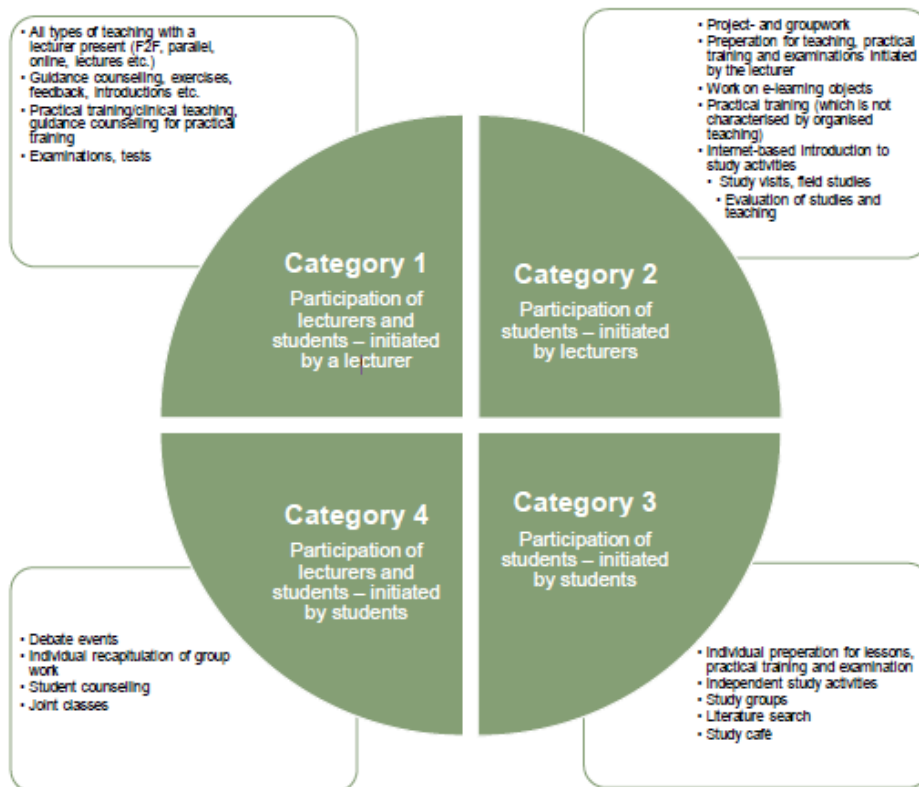 • All types of teaching with a
lecturer present (F2F, parallel,
online, lectures etc.)
• Guidance counselling, exercises,
feedback, introductions etc.
• Practical training/clinical teaching,
guidance counselling for practical
training
• Examinations, tests
• Project- and groupwork
• Preparation for teaching, practical
training and examinations initiated
by the lecturer
• Work on e-learning objects
• Practical training (which is not
characterised by organised
teaching)
• Internet-based introduction to
study activities
• Study visits, field studies
• Evaluation of studies and
teaching
Category 1
Participation of
lecturers and
students – initiated
by a lecturer
Category 2
Participation of
students – initiated
by lecturers
Category 4
Participation of
lecturers and
students – initiated
by students
Category 3
Participation of
students – initiated
by students
• Debate events
• Individual recapitulation of group
work
• Student counselling
• Joint classes
• Individual preparation for lessons,
practical training and examination
• Independent study activities
• Study groups
• Literature search
• Study café